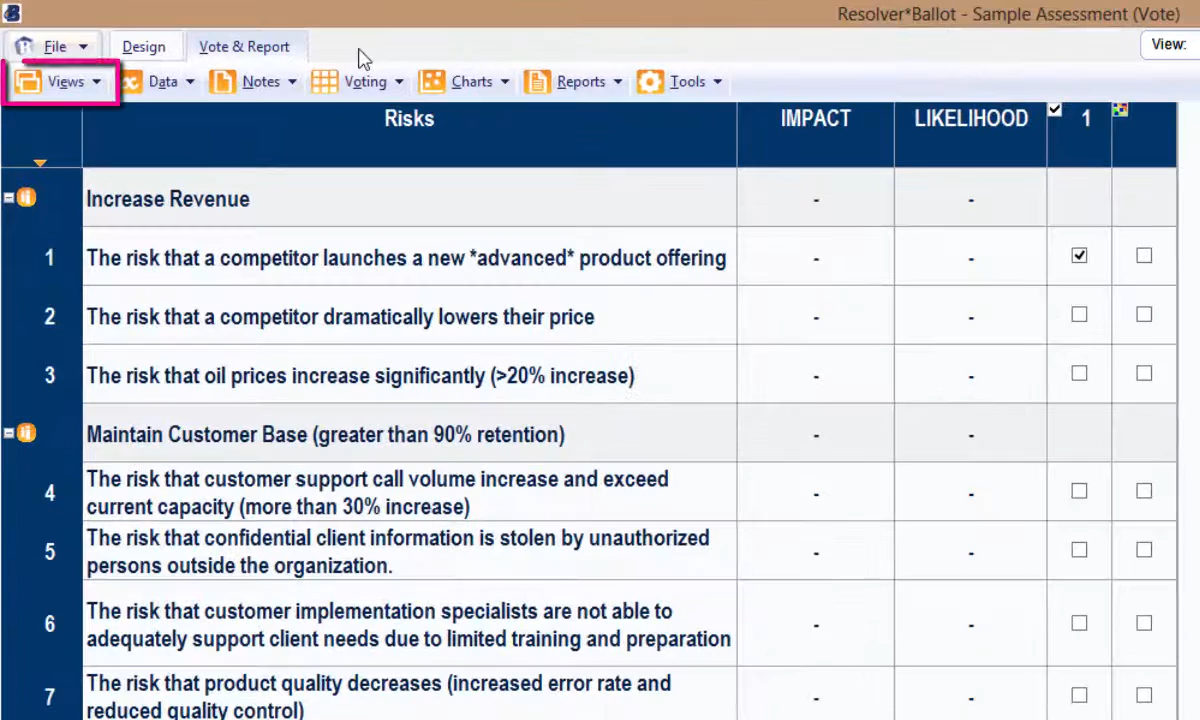 Resolver*Ballot - Sample Assessment (Vote)
File Design Vote & Report View:
Views Data Notes Voting Charts Reports Tools
Risks IMPACT LIKELIHOOD 1
Increase Revenue - -
1 The risk that a competitor launches a new *advanced* product offering - -
2 The risk that a competitor dramatically lowers their price - -
3 The risk that oil prices increase significantly (>20% increase) - -
Maintain Customer Base (greater than 90% retention) - -
4 The risk that customer support call volume increase and exceed
current capacity (more than 30% increase) - -
5 The risk that confidential client information is stolen by unauthorized
persons outside the organization. - -
6 The risk that customer implementation specialists are not able to
adequately support client needs due to limited training and preparation - -
7 The risk that product quality decreases (increased error rate and
reduced quality control) - -